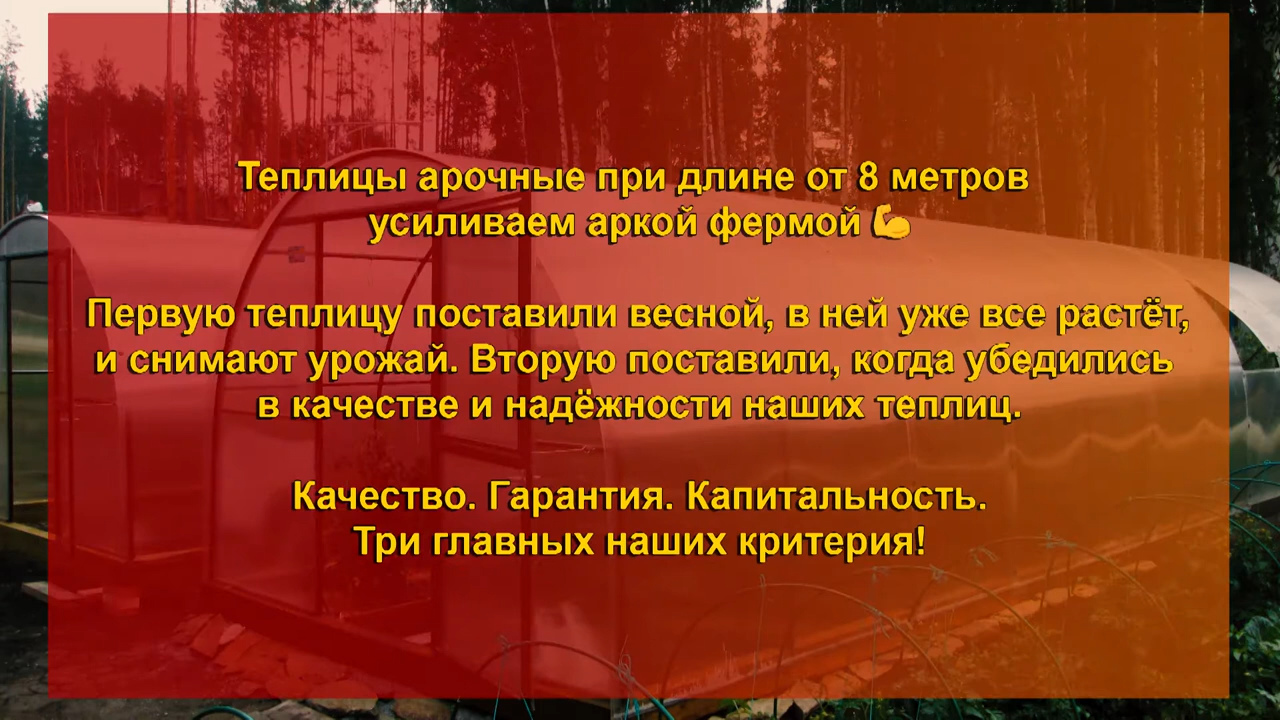 Теплицы арочные при длине от 8 метров
усиливаем аркой фермой 💪
Первую теплицу поставили весной, в ней уже все растёт,
и снимают урожай. Вторую поставили, когда убедились
в качестве и надёжности наших теплиц.
Качество. Гарантия. Капитальность.
Три главных наших критерия!